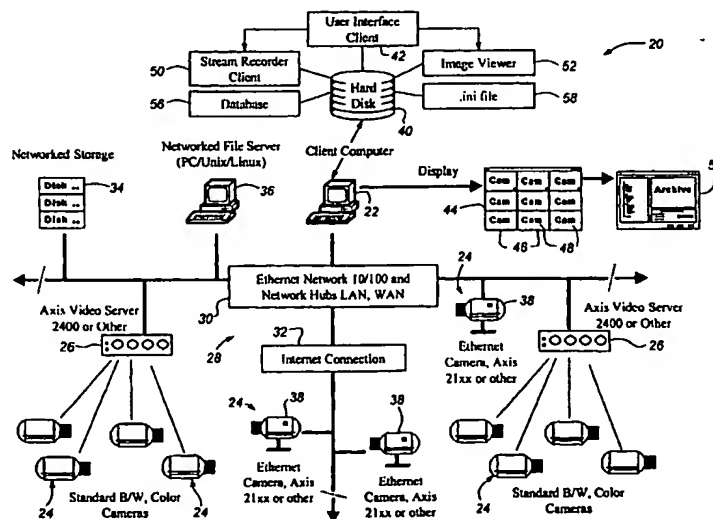 User Interface
Client
42
20
50
Stream Recorder
Client
Image Viewer
52
56
Database
Hard
Disk
.ini file
58
40
Networked Storage
Networked File Server
(PC/Unix/Linux)
Client Computer
Disk ..
Disk ..
Disk ..
34
36
22
Display
44
Cam Cam Cam
Cam Cam Cam
Cam Cam Cam
46
48
Archive
Ethernet Network 10/100 and
Network Hubs LAN, WAN
30
24
38
Axis Video Server
2400 or Other
26
28
32
Internet Connection
Ethernet
Camera, Axis
21xx or other
Axis Video Server
2400 or Other
26
24
38
38
Ethernet
Camera, Axis
21xx or other
Ethernet
Camera, Axis
21xx or other
24
Standard B/W, Color
Cameras
24
24
Standard B/W, Color
Cameras